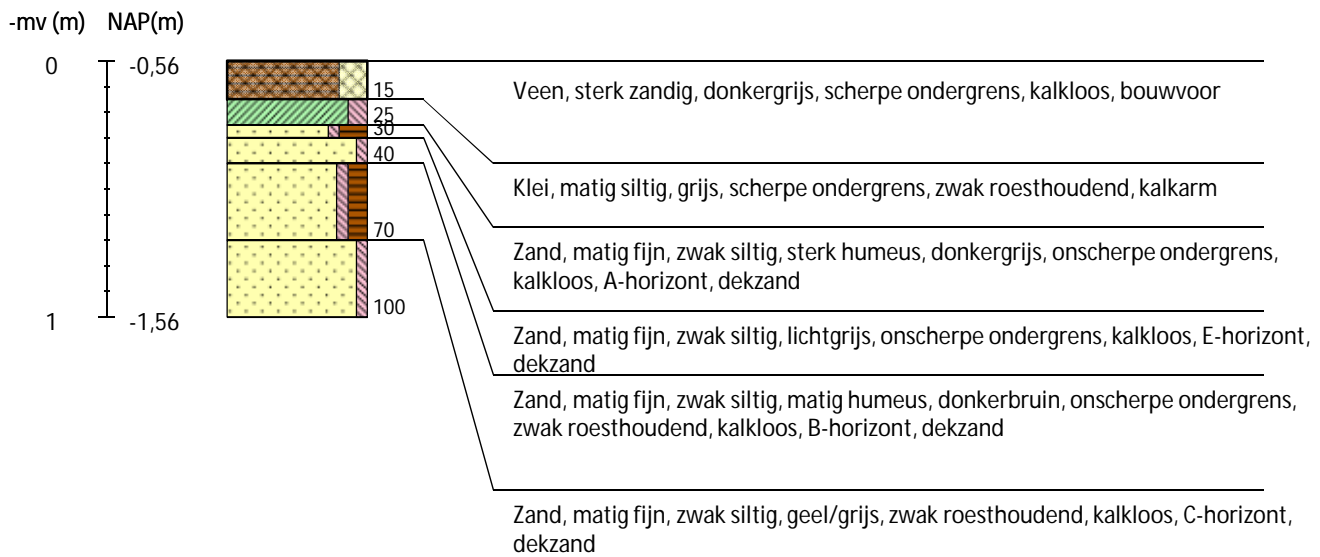 -mv (m) NAP(m)
0 -0,56
15
25
30
40
70
100
1 -1,56
Veen, sterk zandig, donkergrijs, scherpe ondergrens, kalkloos, bouwvoor
Klei, matig siltig, grijs, scherpe ondergrens, zwak roesthoudend, kalkarm
Zand, matig fijn, zwak siltig, sterk humeus, donkergrijs, onscherpe ondergrens,
kalkloos, A-horizont, dekzand
Zand, matig fijn, zwak siltig, lichtgrijs, onscherpe ondergrens, kalkloos, E-horizont,
dekzand
Zand, matig fijn, zwak siltig, matig humeus, donkerbruin, onscherpe ondergrens,
zwak roesthoudend, kalkloos, B-horizont, dekzand
Zand, matig fijn, zwak siltig, geel/grijs, zwak roesthoudend, kalkloos, C-horizont,
dekzand